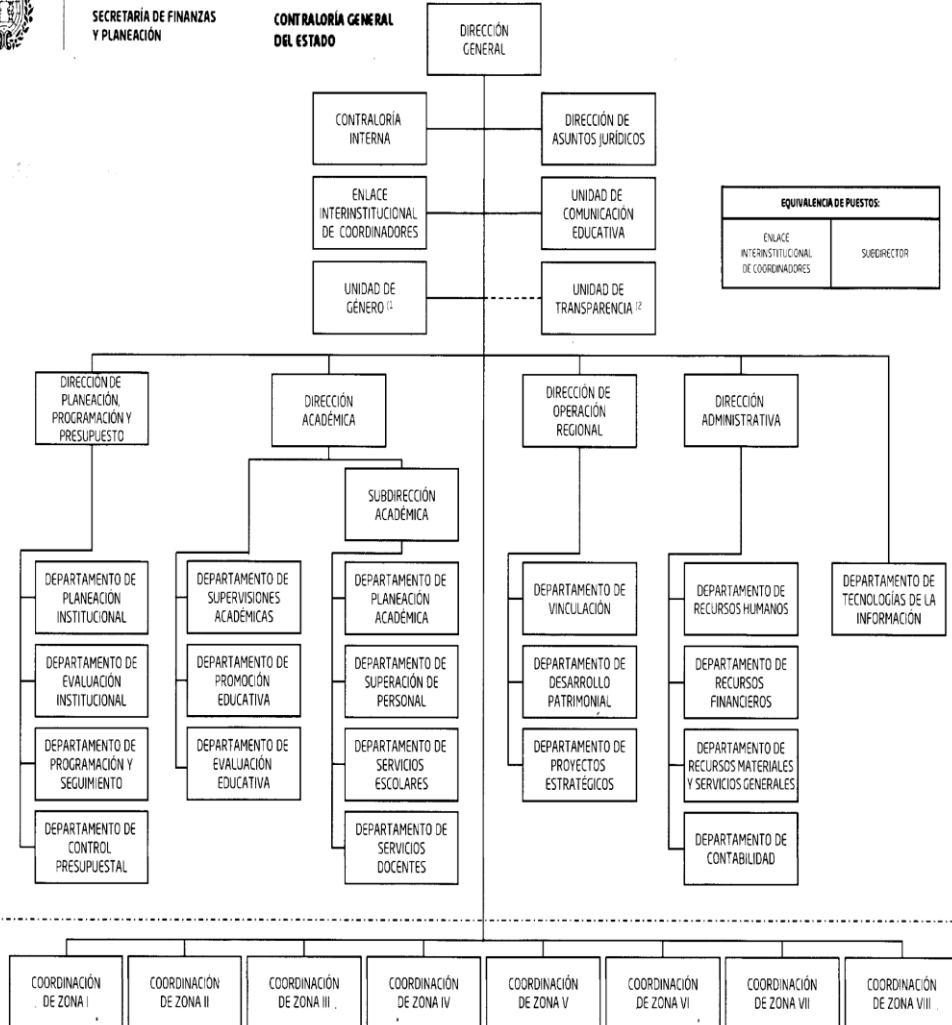 SECRETARÍA DE FINANZAS
Y PLANEACIÓN
CONTRALORÍA GENERAL
DEL ESTADO
DIRECCIÓN
GENERAL
CONTRALORÍA
INTERNA
DIRECCIÓN DE
ASUNTOS JURÍDICOS
ENLACE
INTERINSTITUCIONAL
DE COORDINADORES
UNIDAD DE
COMUNICACIÓN
EDUCATIVA
UNIDAD DE
GÉNERO (1
UNIDAD DE
TRANSPARENCIA (2
EQUIVALENCIA DE PUESTOS:
ENLACE
INTERINSTITUCIONAL
DE COORDINADORES
SUBDIRECTOR
DIRECCIÓN DE
PLANEACIÓN,
PROGRAMACIÓN Y
PRESUPUESTO
DIRECCIÓN
ACADÉMICA
DIRECCIÓN DE
OPERACIÓN
REGIONAL
DIRECCIÓN
ADMINISTRATIVA
SUBDIRECCIÓN
ACADÉMICA
DEPARTAMENTO DE
PLANEACIÓN
INSTITUCIONAL
DEPARTAMENTO DE
SUPERVISIONES
ACADÉMICAS
DEPARTAMENTO DE
PLANEACIÓN
ACADÉMICA
DEPARTAMENTO DE
VINCULACIÓN
DEPARTAMENTO DE
RECURSOS HUMANOS
DEPARTAMENTO DE
TECNOLOGÍAS DE LA
INFORMACIÓN
DEPARTAMENTO DE
EVALUACIÓN
INSTITUCIONAL
DEPARTAMENTO DE
PROMOCIÓN
EDUCATIVA
DEPARTAMENTO DE
SUPERACIÓN DE
PERSONAL
DEPARTAMENTO DE
DESARROLLO
PATRIMONIAL
DEPARTAMENTO DE
RECURSOS
FINANCIEROS
DEPARTAMENTO DE
PROGRAMACIÓN Y
SEGUIMIENTO
DEPARTAMENTO DE
EVALUACIÓN
EDUCATIVA
DEPARTAMENTO DE
SERVICIOS
ESCOLARES
DEPARTAMENTO DE
PROYECTOS
ESTRATÉGICOS
DEPARTAMENTO DE
RECURSOS MATERIALES
Y SERVICIOS GENERALES
DEPARTAMENTO DE
CONTROL
PRESUPUESTAL
DEPARTAMENTO DE
SERVICIOS
DOCENTES
DEPARTAMENTO DE
CONTABILIDAD
COORDINACIÓN
DE ZONA I
COORDINACIÓN
DE ZONA II
COORDINACIÓN
DE ZONA III
COORDINACIÓN
DE ZONA IV
COORDINACIÓN
DE ZONA V
COORDINACIÓN
DE ZONA VI
COORDINACIÓN
DE ZONA VII
COORDINACIÓN
DE ZONA VIII